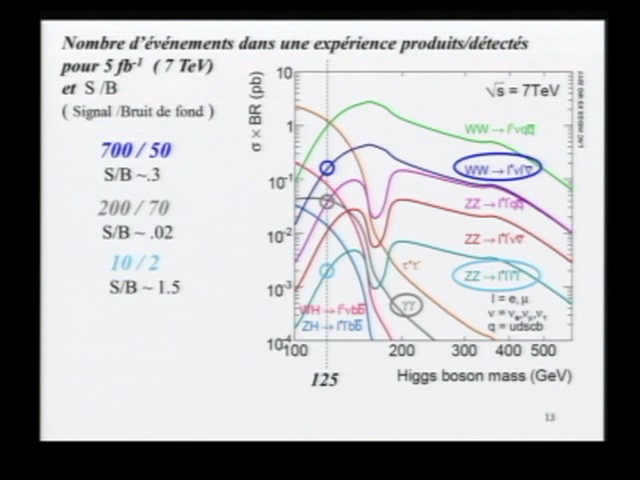 Nombre d'événements dans une expérience produits/détectés
pour 5 fb⁻¹ ( 7 TeV)
et S /B
( Signal /Bruit de fond )
700 / 50
S/B ~.3
200 / 70
S/B ~ .02
10 / 2
S/B ~ 1.5
σ × BR (pb)
10
1
10⁻¹
10⁻²
10⁻³
10⁻⁴
√s = 7TeV
WW → l⁺νqq̅
WW → l⁺νl⁻ν̅
ZZ → l⁺l⁻qq̅
ZZ → l⁺l⁻νν̅
τ⁺τ⁻
ZZ → l⁺l⁻l⁺l⁻
γγ
WH → l⁺νbb̅
ZH → l⁺l⁻bb̅
l = e, μ
ν = νₑ,ν_μ,ν_τ
q = udscb
100
200
300
400
500
125
Higgs boson mass (GeV)
13